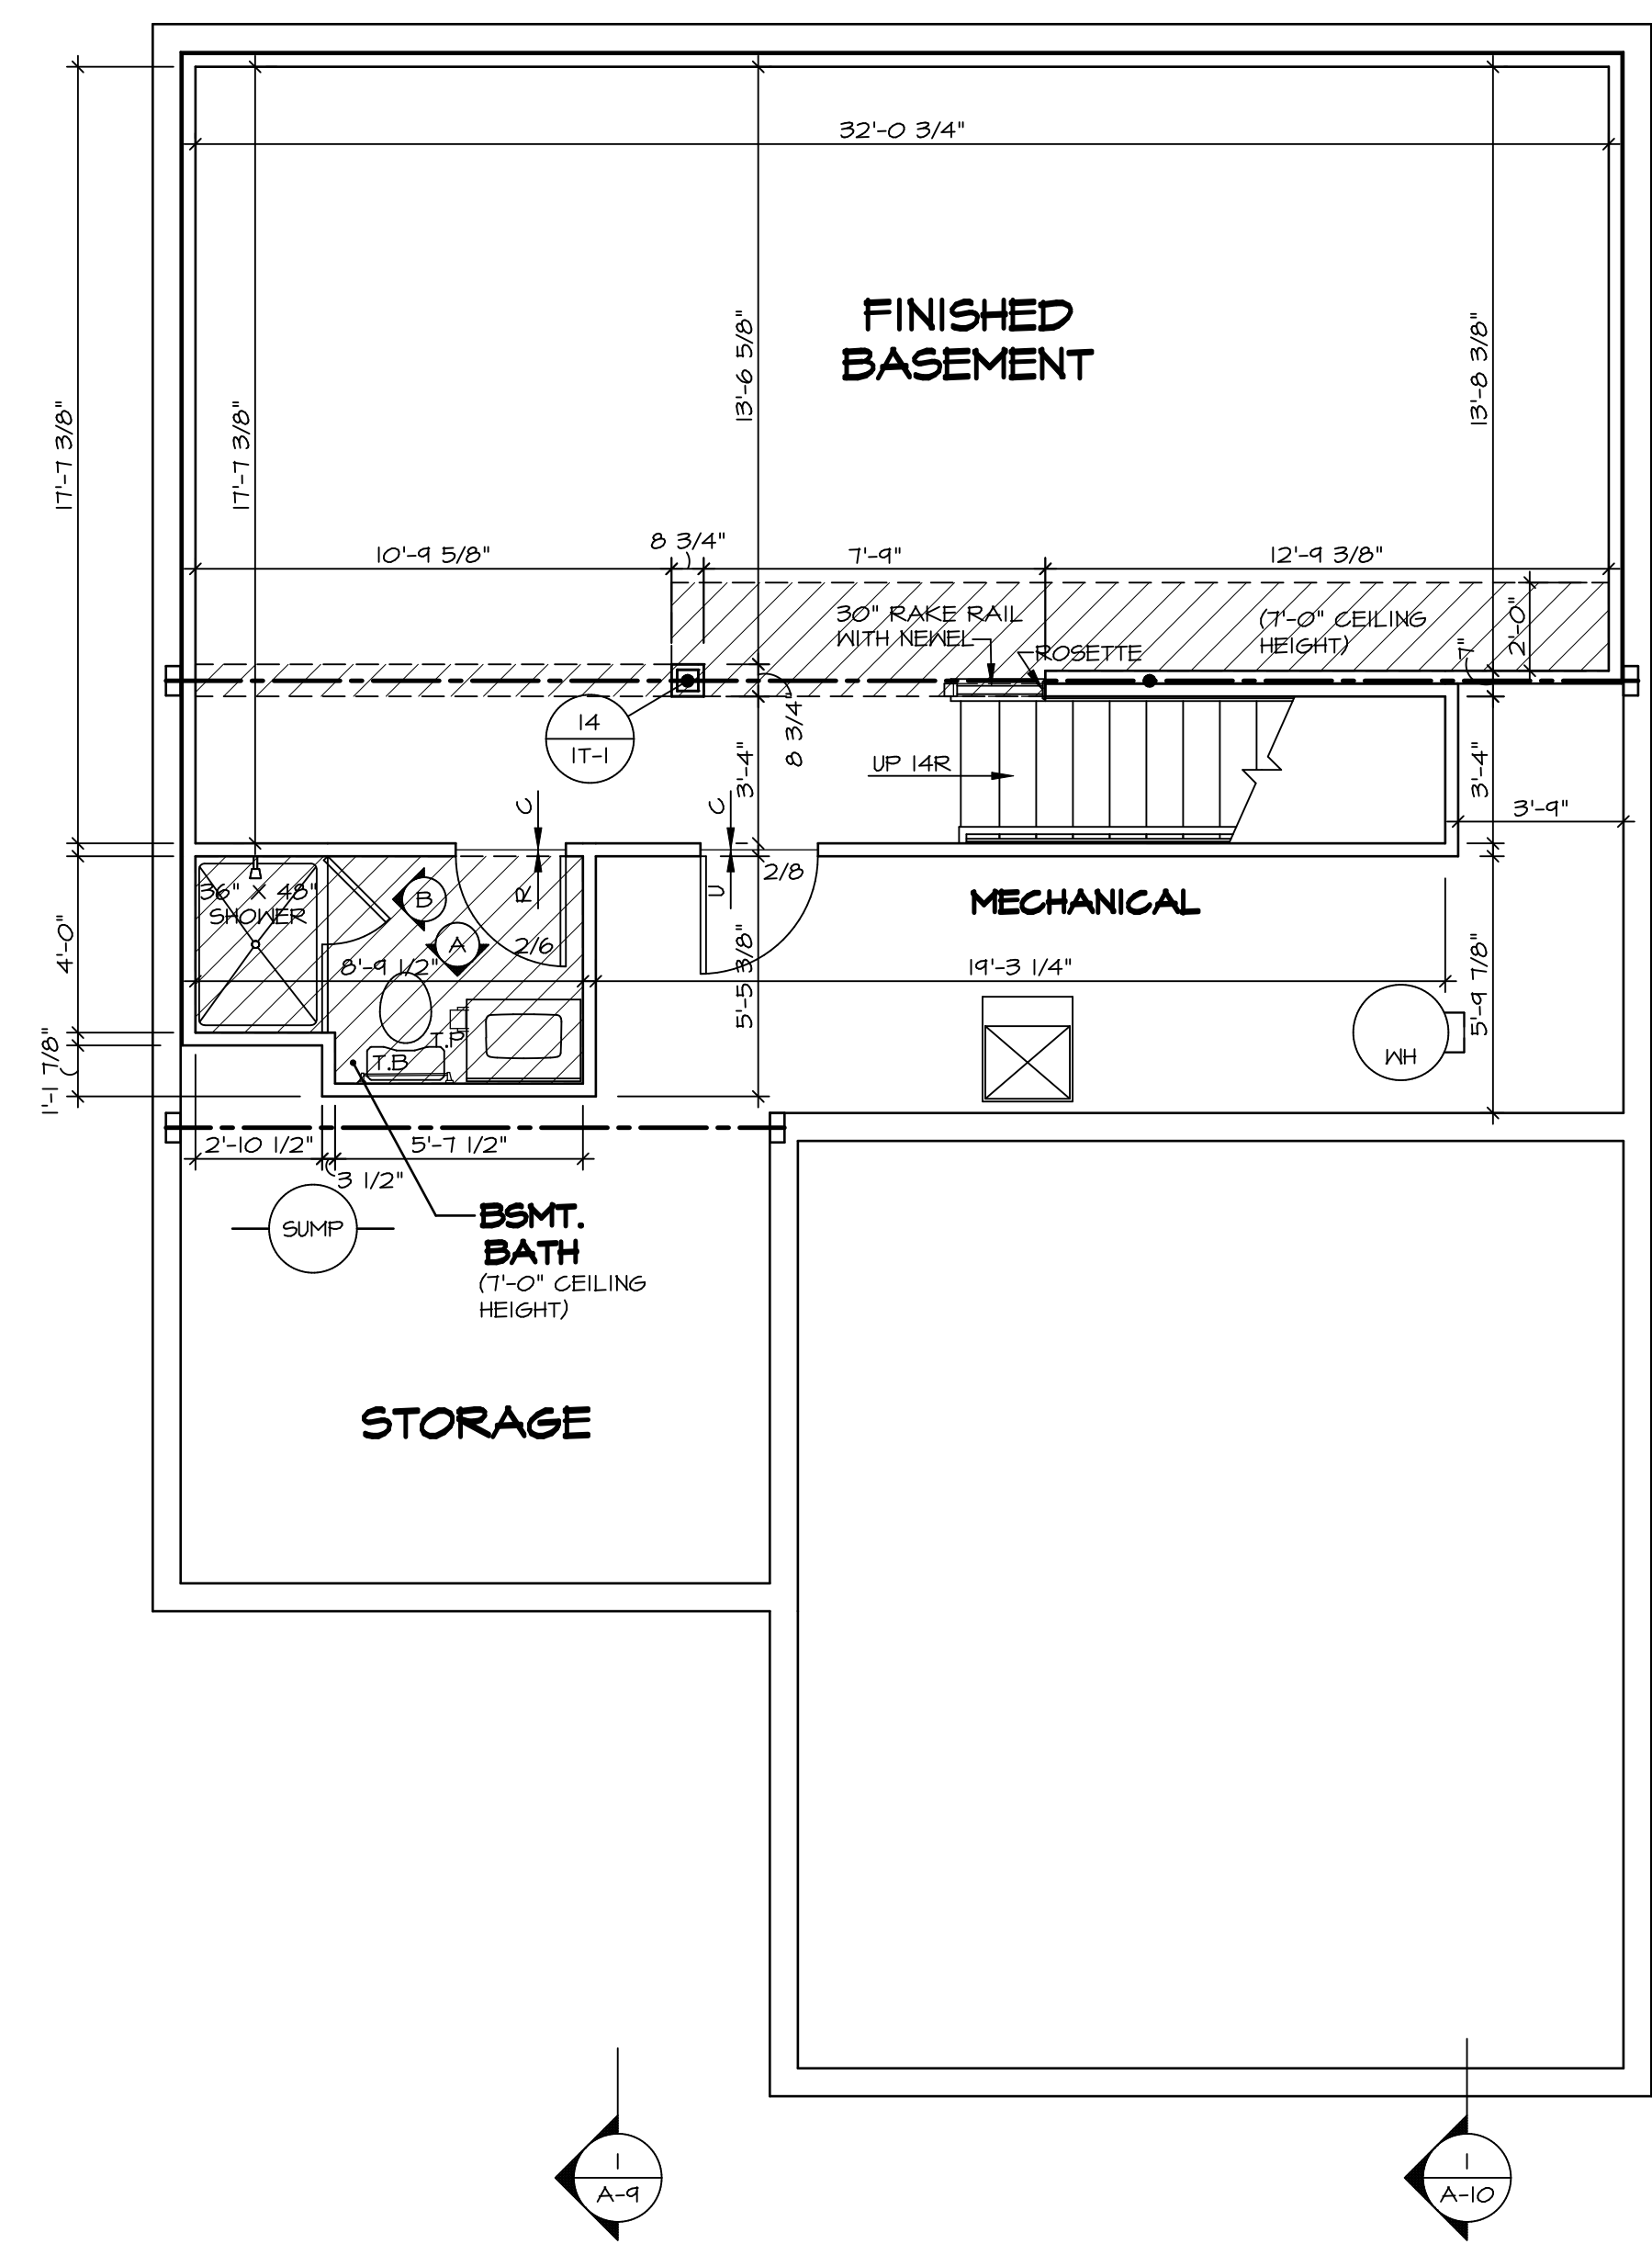 32'-0 3/4"
FINISHED
BASEMENT
13'-6 5/8"
13'-8 3/8"
17'-7 3/8"
17'-7 3/8"
10'-9 5/8"
8 3/4"
7'-9"
12'-9 3/8"
30" RAKE RAIL
WITH NEWEL
ROSETTE
(7'-0" CEILING
HEIGHT)
7"
2'-0"
14
1T-1
8 3/4"
3'-4"
UP 14R
3'-4"
3'-9"
C
C
R
U
2/8
36" X 48"
SHOWER
B
A
2/6
MECHANICAL
4'-0"
8'-9 1/2"
5'-5 3/8"
19'-3 1/4"
5'-9 7/8"
T.P
T.B
WH
1'-1 7/8"
2'-10 1/2"
5'-7 1/2"
3 1/2"
SUMP
BSMT.
BATH
(7'-0" CEILING
HEIGHT)
STORAGE
1
A-9
1
A-10